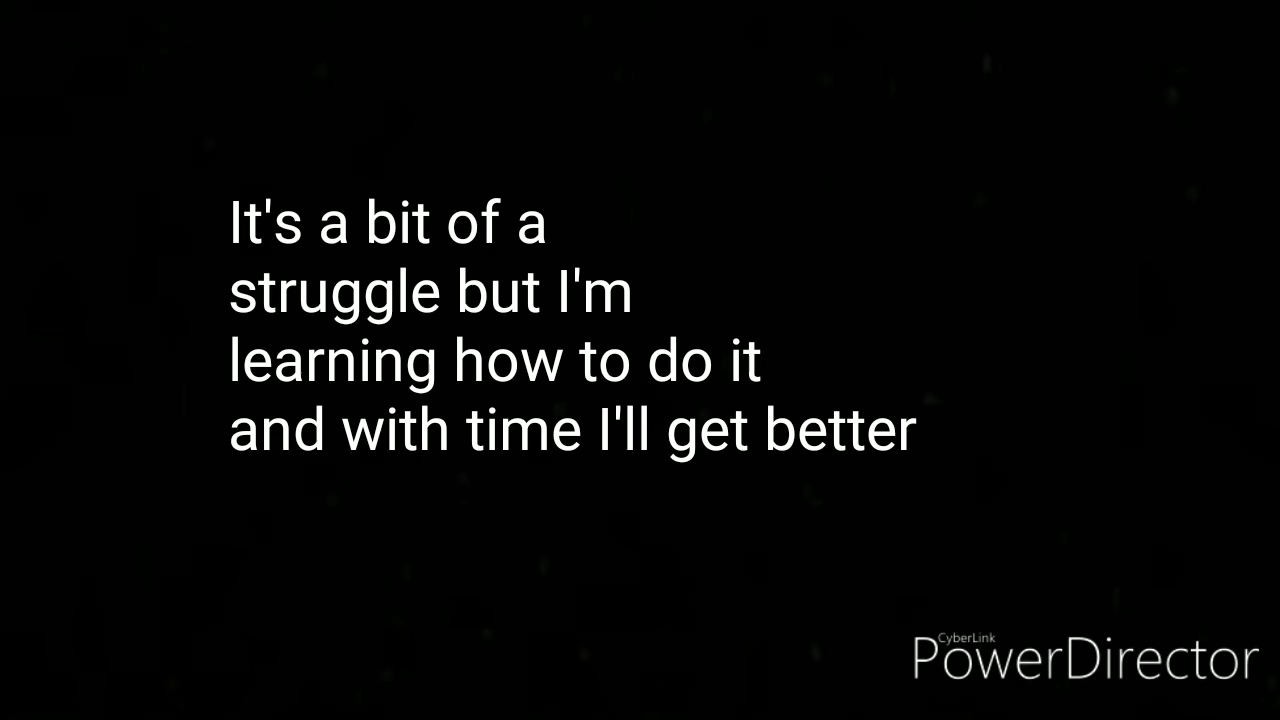 It's a bit of a
struggle but I'm
learning how to do it
and with time I'll get better
CyberLink
PowerDirector